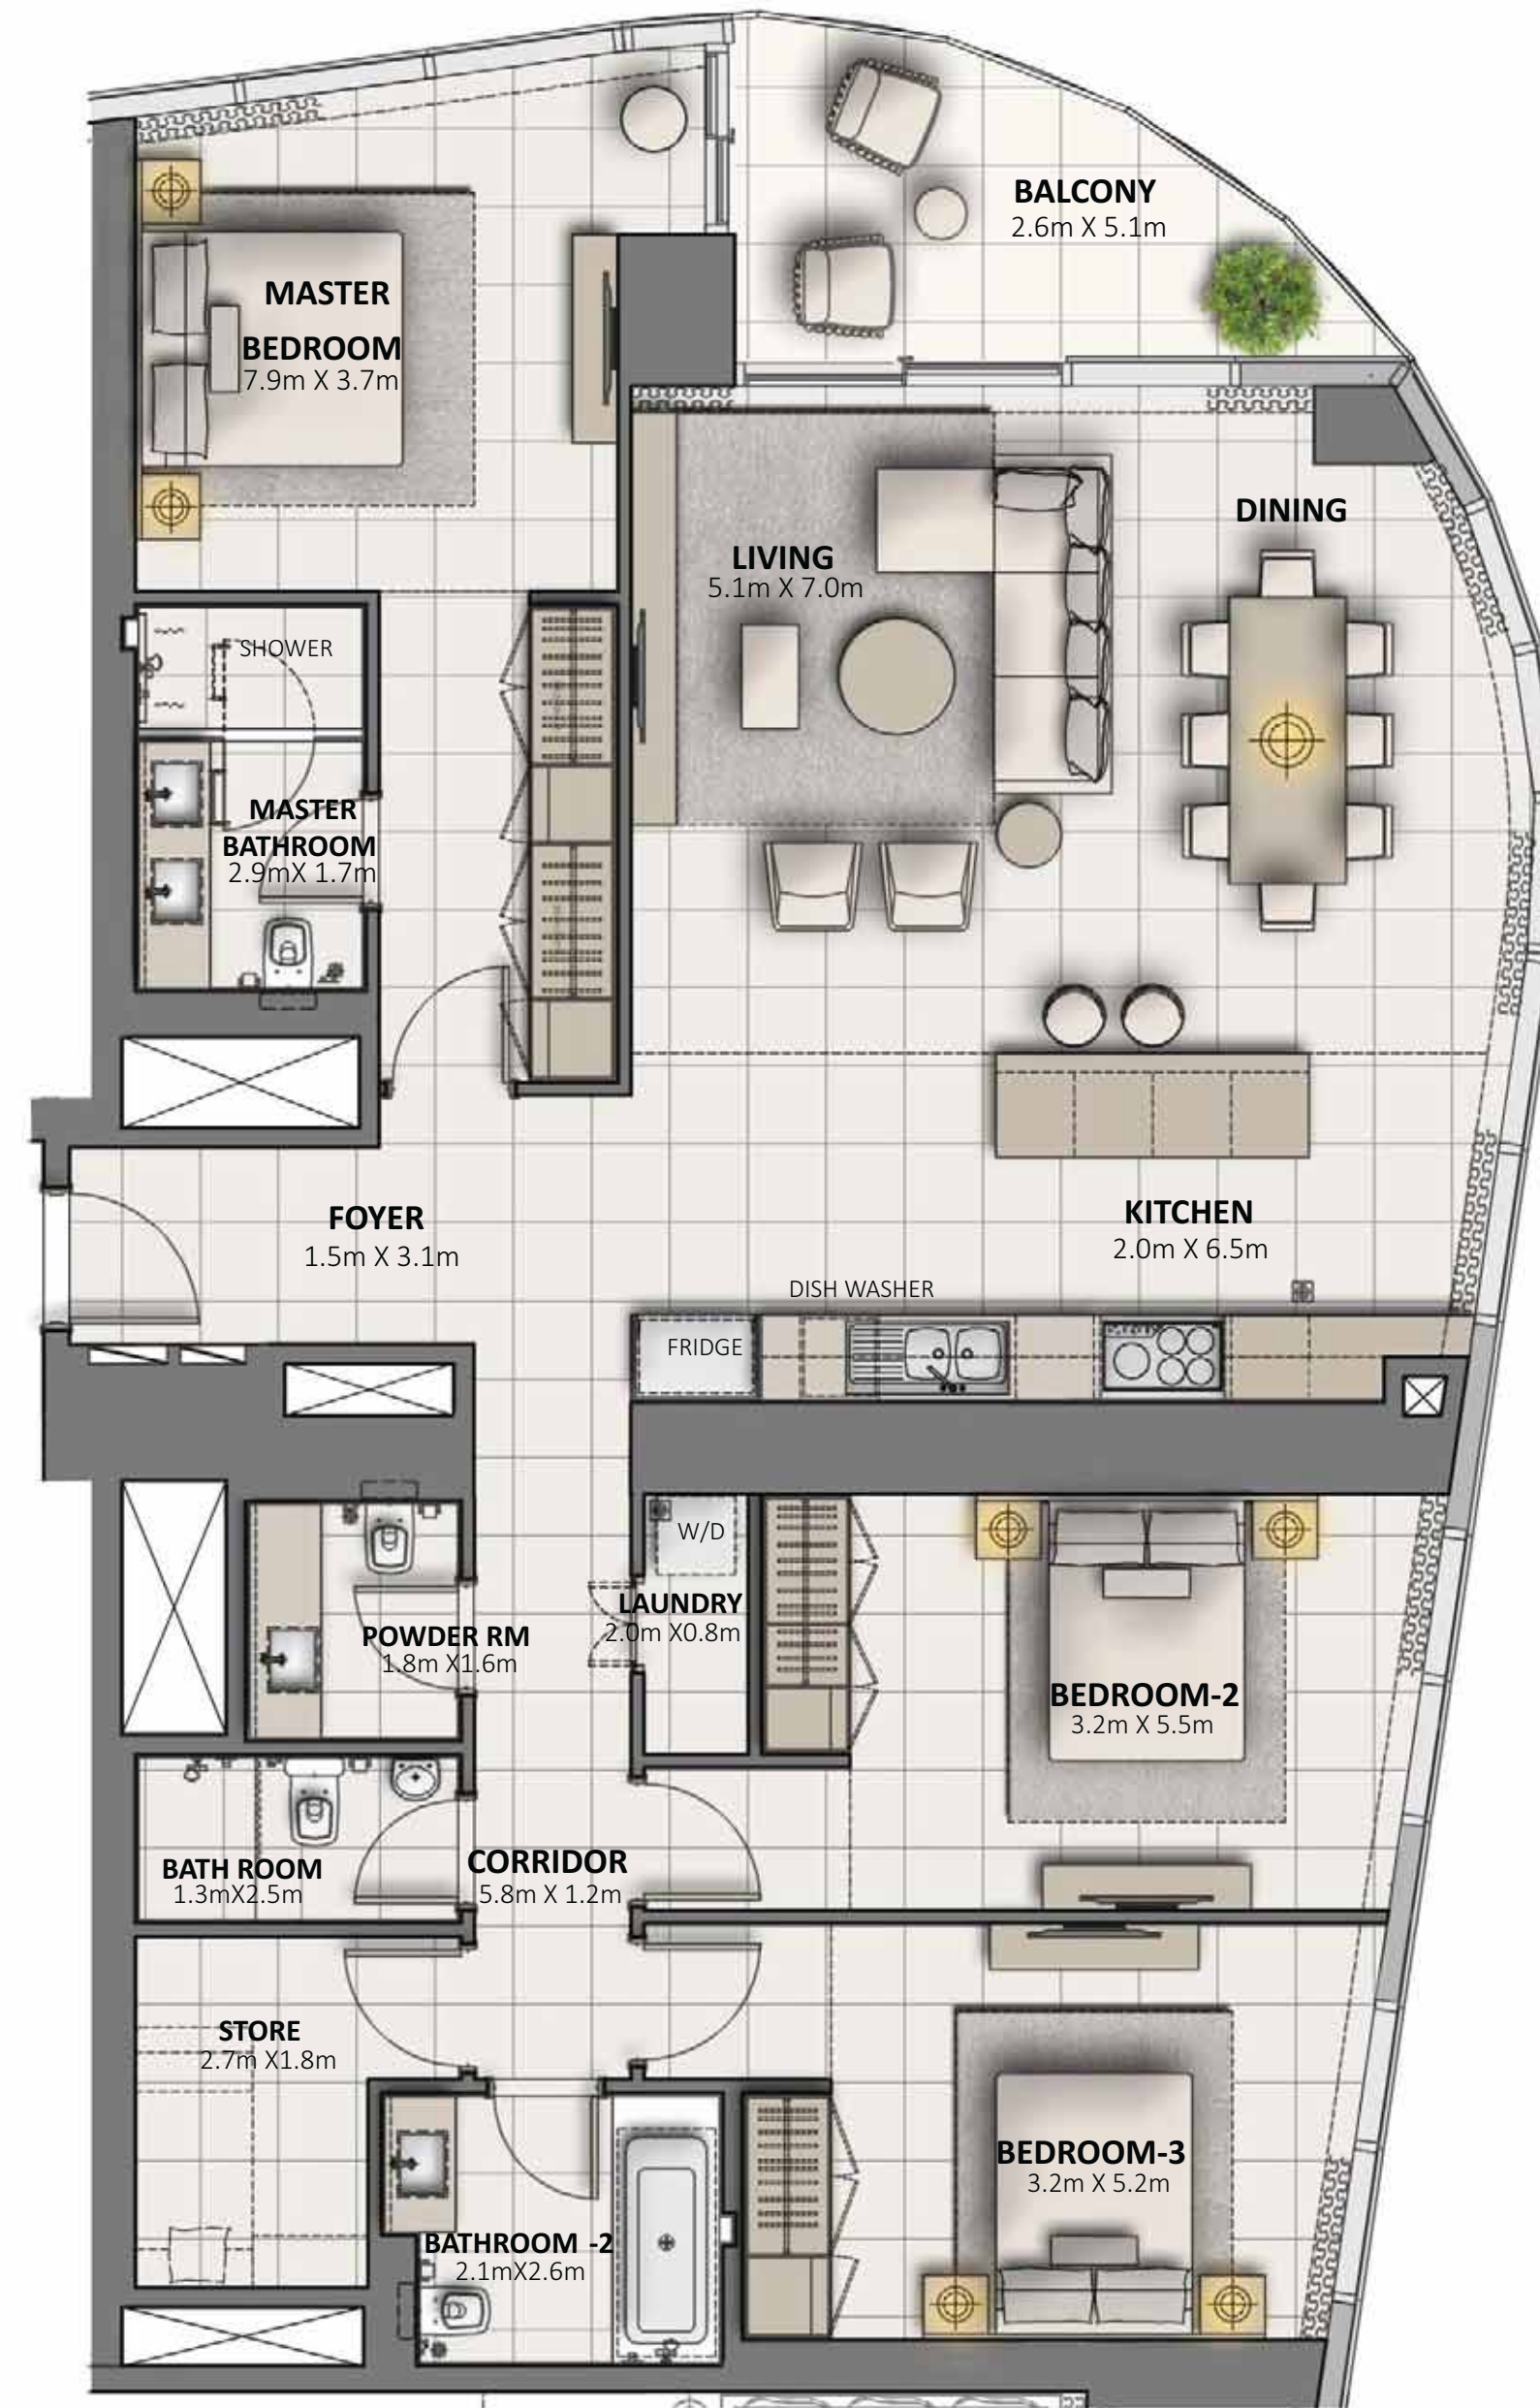 BALCONY
2.6m X 5.1m
MASTER
BEDROOM
7.9m X 3.7m
DINING
LIVING
5.1m X 7.0m
SHOWER
MASTER
BATHROOM
2.9mX 1.7m
FOYER
1.5m X 3.1m
KITCHEN
2.0m X 6.5m
DISH WASHER
FRIDGE
W/D
LAUNDRY
2.0m X0.8m
POWDER RM
1.8m X1.6m
BEDROOM-2
3.2m X 5.5m
BATH ROOM
1.3mX2.5m
CORRIDOR
5.8m X 1.2m
STORE
2.7m X1.8m
BEDROOM-3
3.2m X 5.2m
BATHROOM -2
2.1mX2.6m